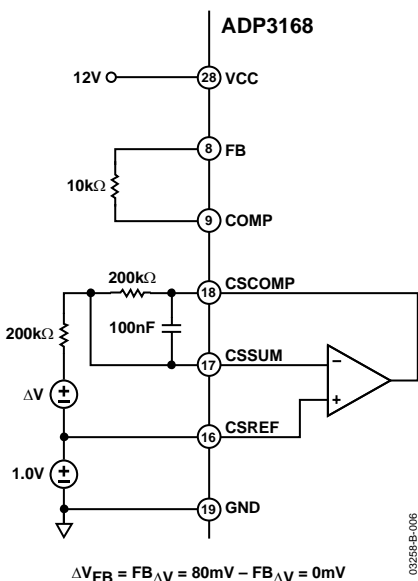 ADP3168
12V
28
VCC
8
FB
10kΩ
9
COMP
200kΩ
18
CSCOMP
100nF
200kΩ
17
CSSUM
−
ΔV
+
16
CSREF
1.0V
19
GND
ΔVFB = FBΔV = 80mV – FBΔV = 0mV
03258-B-006